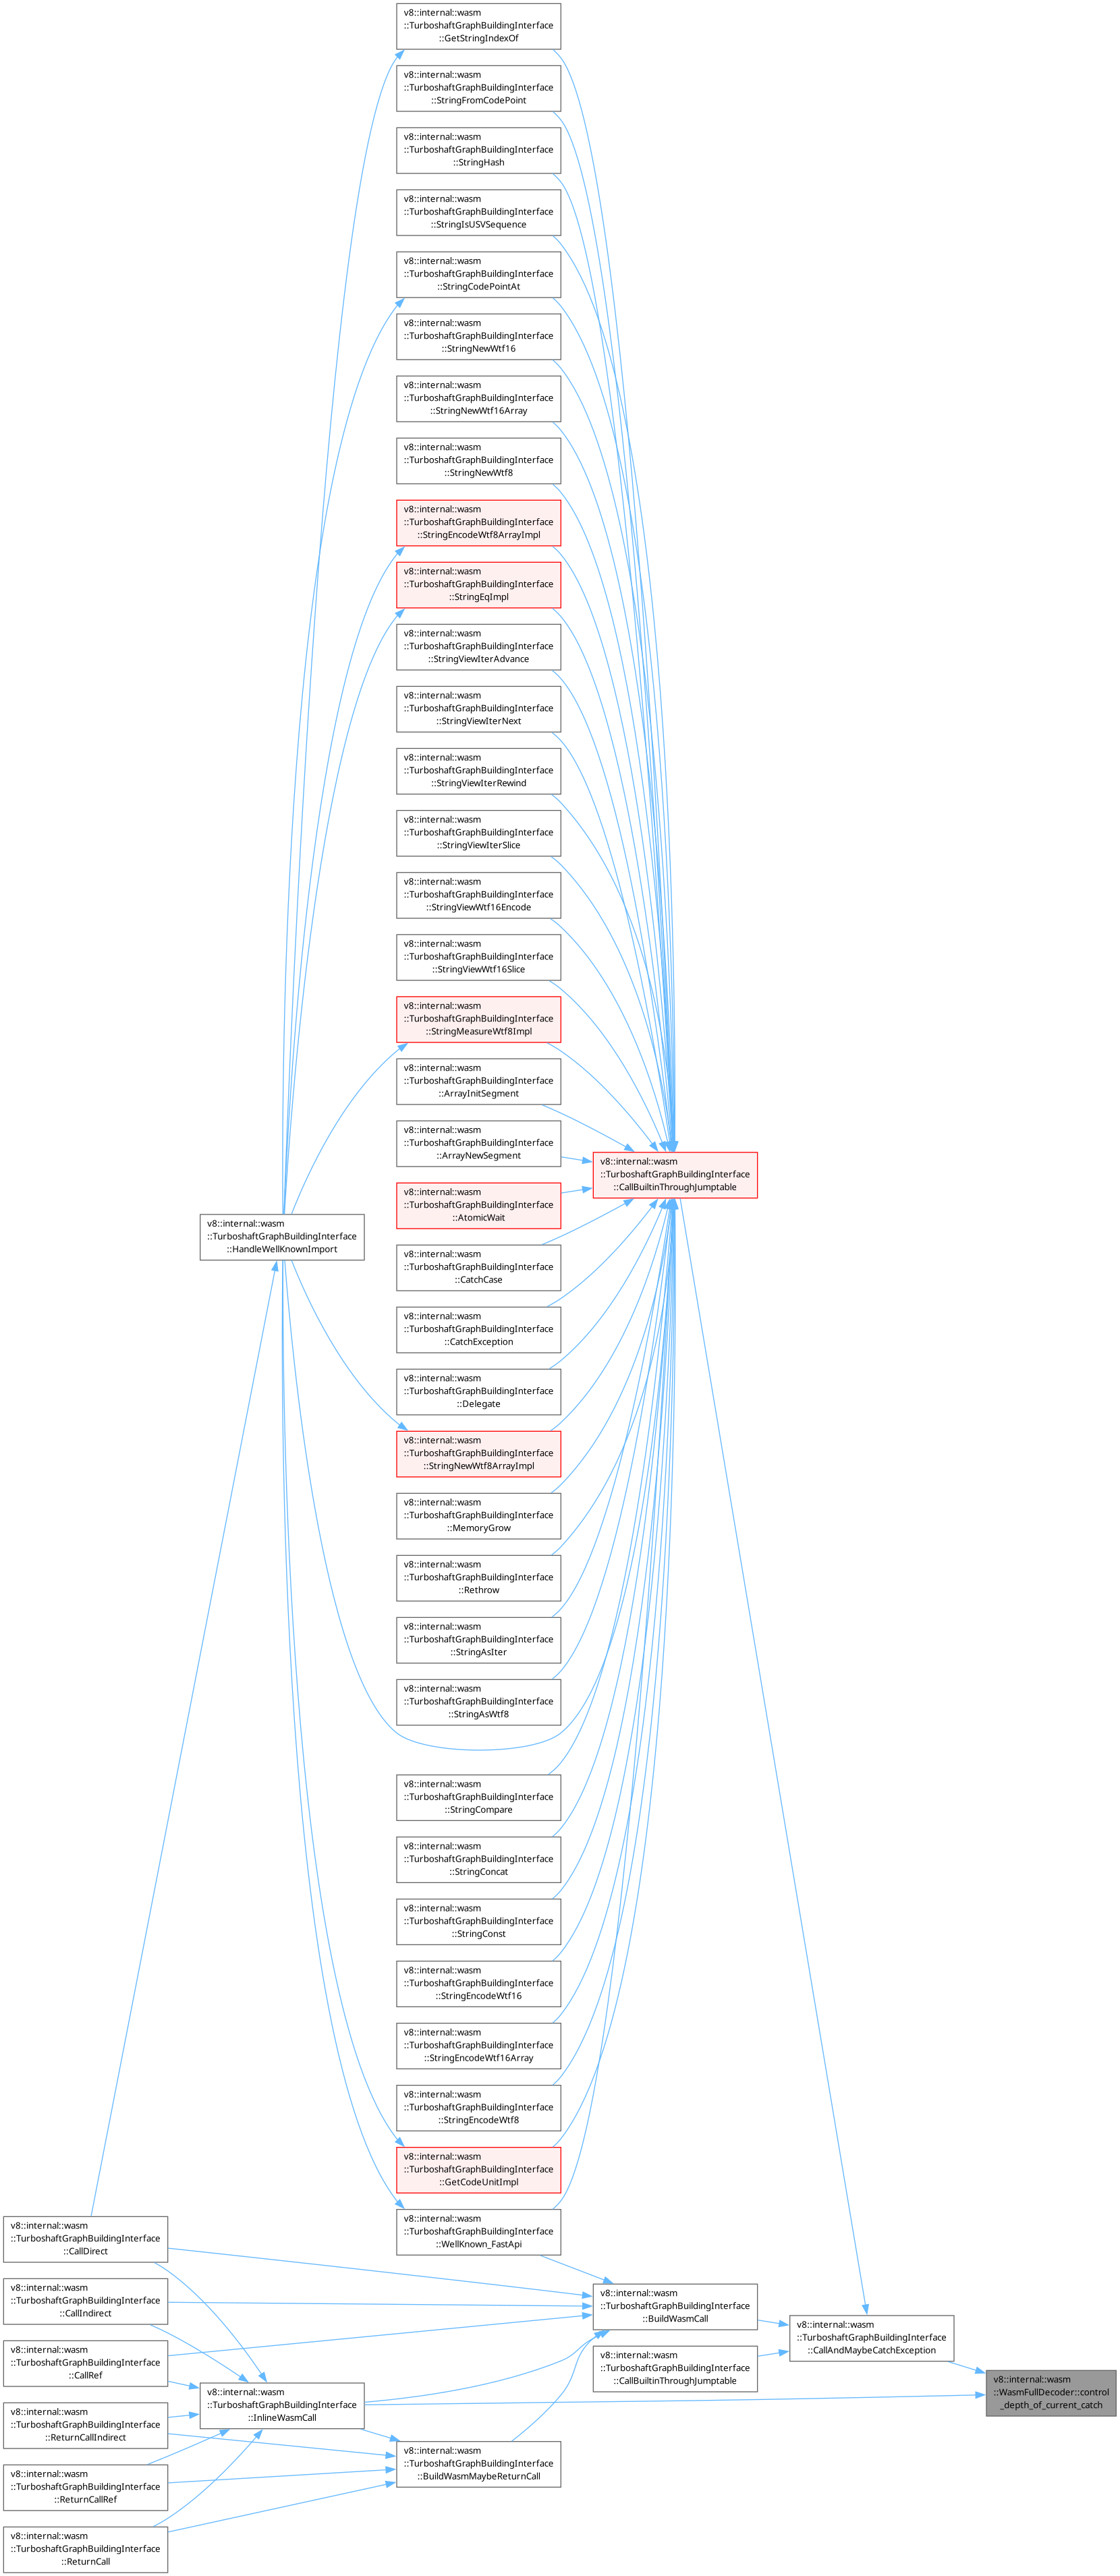 v8::internal::wasm
::TurboshaftGraphBuildingInterface
::GetStringIndexOf
v8::internal::wasm
::TurboshaftGraphBuildingInterface
::StringFromCodePoint
v8::internal::wasm
::TurboshaftGraphBuildingInterface
::StringHash
v8::internal::wasm
::TurboshaftGraphBuildingInterface
::StringIsUSVSequence
v8::internal::wasm
::TurboshaftGraphBuildingInterface
::StringCodePointAt
v8::internal::wasm
::TurboshaftGraphBuildingInterface
::StringNewWtf16
v8::internal::wasm
::TurboshaftGraphBuildingInterface
::StringNewWtf16Array
v8::internal::wasm
::TurboshaftGraphBuildingInterface
::StringNewWtf8
v8::internal::wasm
::TurboshaftGraphBuildingInterface
::StringEncodeWtf8ArrayImpl
v8::internal::wasm
::TurboshaftGraphBuildingInterface
::StringEqImpl
v8::internal::wasm
::TurboshaftGraphBuildingInterface
::StringViewIterAdvance
v8::internal::wasm
::TurboshaftGraphBuildingInterface
::StringViewIterNext
v8::internal::wasm
::TurboshaftGraphBuildingInterface
::StringViewIterRewind
v8::internal::wasm
::TurboshaftGraphBuildingInterface
::StringViewIterSlice
v8::internal::wasm
::TurboshaftGraphBuildingInterface
::StringViewWtf16Encode
v8::internal::wasm
::TurboshaftGraphBuildingInterface
::StringViewWtf16Slice
v8::internal::wasm
::TurboshaftGraphBuildingInterface
::StringMeasureWtf8Impl
v8::internal::wasm
::TurboshaftGraphBuildingInterface
::ArrayInitSegment
v8::internal::wasm
::TurboshaftGraphBuildingInterface
::ArrayNewSegment
v8::internal::wasm
::TurboshaftGraphBuildingInterface
::CallBuiltinThroughJumptable
v8::internal::wasm
::TurboshaftGraphBuildingInterface
::AtomicWait
v8::internal::wasm
::TurboshaftGraphBuildingInterface
::HandleWellKnownImport
v8::internal::wasm
::TurboshaftGraphBuildingInterface
::CatchCase
v8::internal::wasm
::TurboshaftGraphBuildingInterface
::CatchException
v8::internal::wasm
::TurboshaftGraphBuildingInterface
::Delegate
v8::internal::wasm
::TurboshaftGraphBuildingInterface
::StringNewWtf8ArrayImpl
v8::internal::wasm
::TurboshaftGraphBuildingInterface
::MemoryGrow
v8::internal::wasm
::TurboshaftGraphBuildingInterface
::Rethrow
v8::internal::wasm
::TurboshaftGraphBuildingInterface
::StringAsIter
v8::internal::wasm
::TurboshaftGraphBuildingInterface
::StringAsWtf8
v8::internal::wasm
::TurboshaftGraphBuildingInterface
::StringCompare
v8::internal::wasm
::TurboshaftGraphBuildingInterface
::StringConcat
v8::internal::wasm
::TurboshaftGraphBuildingInterface
::StringConst
v8::internal::wasm
::TurboshaftGraphBuildingInterface
::StringEncodeWtf16
v8::internal::wasm
::TurboshaftGraphBuildingInterface
::StringEncodeWtf16Array
v8::internal::wasm
::TurboshaftGraphBuildingInterface
::StringEncodeWtf8
v8::internal::wasm
::TurboshaftGraphBuildingInterface
::GetCodeUnitImpl
v8::internal::wasm
::TurboshaftGraphBuildingInterface
::WellKnown_FastApi
v8::internal::wasm
::TurboshaftGraphBuildingInterface
::CallDirect
v8::internal::wasm
::TurboshaftGraphBuildingInterface
::CallIndirect
v8::internal::wasm
::TurboshaftGraphBuildingInterface
::BuildWasmCall
v8::internal::wasm
::TurboshaftGraphBuildingInterface
::CallAndMaybeCatchException
v8::internal::wasm
::TurboshaftGraphBuildingInterface
::CallRef
v8::internal::wasm
::TurboshaftGraphBuildingInterface
::CallBuiltinThroughJumptable
v8::internal::wasm
::WasmFullDecoder::control
_depth_of_current_catch
v8::internal::wasm
::TurboshaftGraphBuildingInterface
::InlineWasmCall
v8::internal::wasm
::TurboshaftGraphBuildingInterface
::ReturnCallIndirect
v8::internal::wasm
::TurboshaftGraphBuildingInterface
::BuildWasmMaybeReturnCall
v8::internal::wasm
::TurboshaftGraphBuildingInterface
::ReturnCallRef
v8::internal::wasm
::TurboshaftGraphBuildingInterface
::ReturnCall